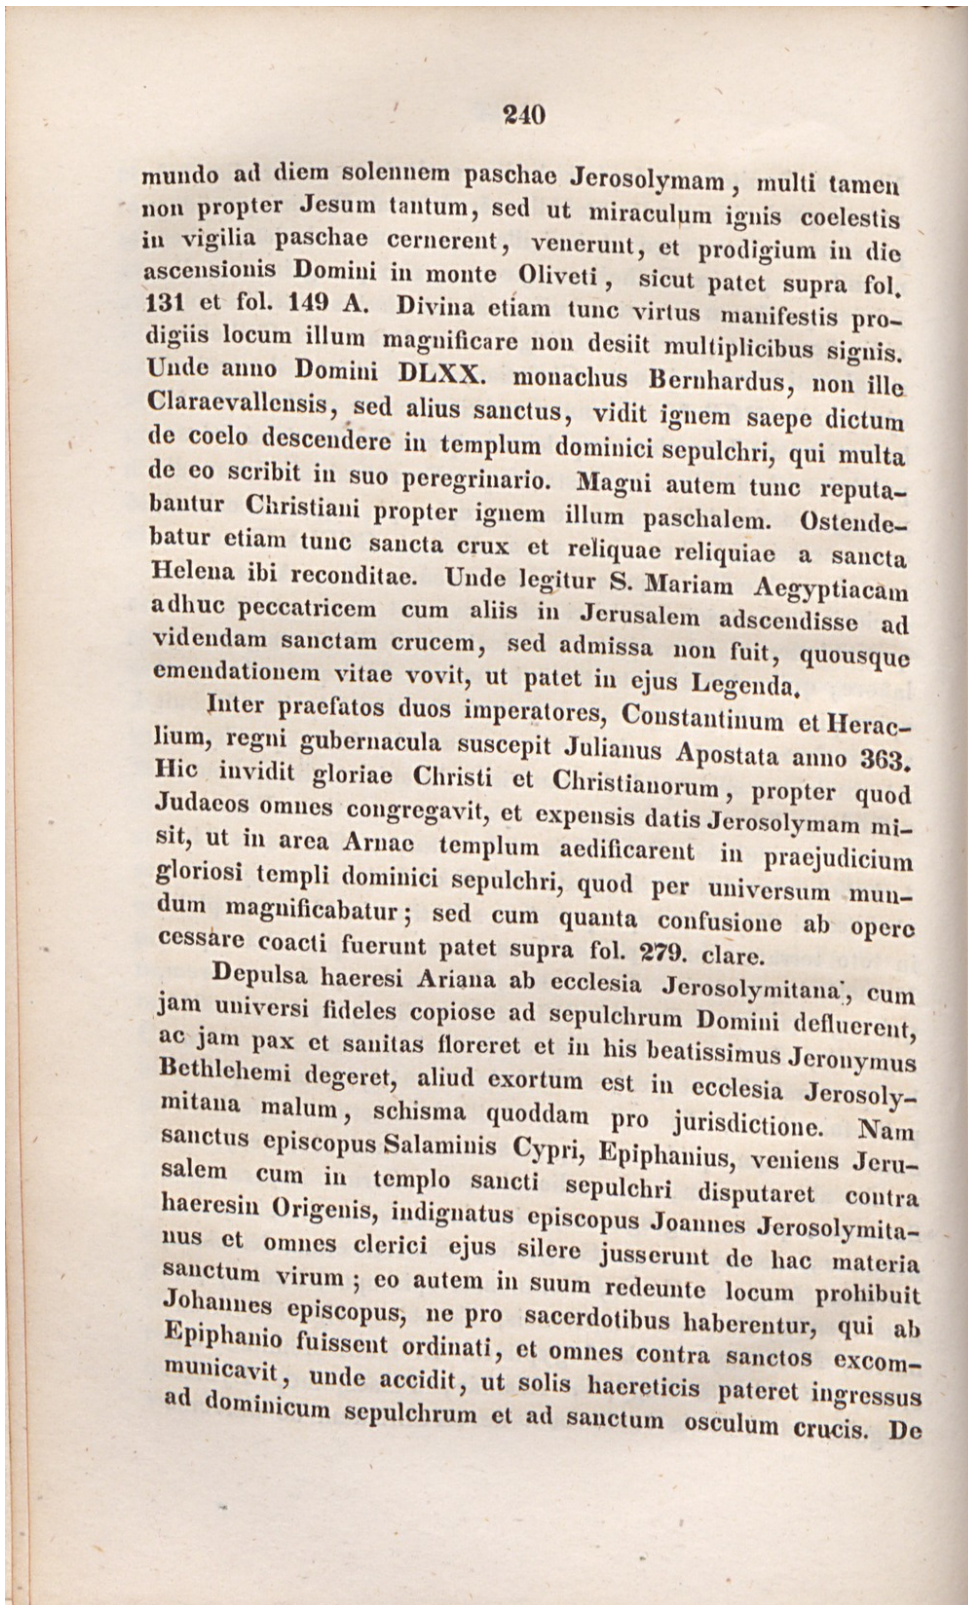 240
mundo ad diem solennem paschae Jerosolymam, multi tamen
non propter Jesum tantum, sed ut miraculum ignis coelestis
in vigilia paschae cernerent, venerunt, et prodigium in die
ascensionis Domini in monte Oliveti, sicut patet supra fol.
131 et fol. 149 A. Divina etiam tunc virtus manifestis pro-
digiis locum illum magnificare non desiit multiplicibus signis.
Unde anno Domini DLXX. monachus Bernhardus, non ille
Claraevallensis, sed alius sanctus, vidit ignem saepe dictum
de coelo descendere in templum dominici sepulchri, qui multa
de eo scribit in suo peregrinario. Magni autem tunc reputa-
bantur Christiani propter ignem illum paschalem. Ostende-
batur etiam tunc sancta crux et reliquae reliquiae a sancta
Helena ibi reconditae. Unde legitur S. Mariam Aegyptiacam
adhuc peccatricem cum aliis in Jerusalem adscendisse ad
videndam sanctam crucem, sed admissa non fuit, quousque
emendationem vitae vovit, ut patet in ejus Legenda.
Inter praefatos duos imperatores, Constantinum et Herac-
lium, regni gubernacula suscepit Julianus Apostata anno 363.
Hic invidit gloriae Christi et Christianorum, propter quod
Judaeos omnes congregavit, et expensis datis Jerosolymam mi-
sit, ut in area Arnae templum aedificarent in praejudicium
gloriosi templi dominici sepulchri, quod per universum mun-
dum magnificabatur; sed cum quanta confusione ab opere
cessare coacti fuerunt patet supra fol. 279. clare.
Depulsa haeresi Ariana ab ecclesia Jerosolymitana, cum
jam universi fideles copiose ad sepulchrum Domini defluerent,
ac jam pax et sanitas floreret et in his beatissimus Jeronymus
Bethlehemi degeret, aliud exortum est in ecclesia Jerosoly-
mitana malum, schisma quoddam pro jurisdictione. Nam
sanctus episcopus Salaminis Cypri, Epiphanius, veniens Jeru-
salem cum in templo sancti sepulchri disputaret contra
haeresin Origenis, indignatus episcopus Joannes Jerosolymita-
nus et omnes clerici ejus silere jusserunt de hac materia
sanctum virum; eo autem in suum redeunte locum prohibuit
Johannes episcopus, ne pro sacerdotibus haberentur, qui ab
Epiphanio fuissent ordinati, et omnes contra sanctos excom-
municavit, unde accidit, ut solis haereticis pateret ingressus
ad dominicum sepulchrum et ad sanctum osculum crucis. De